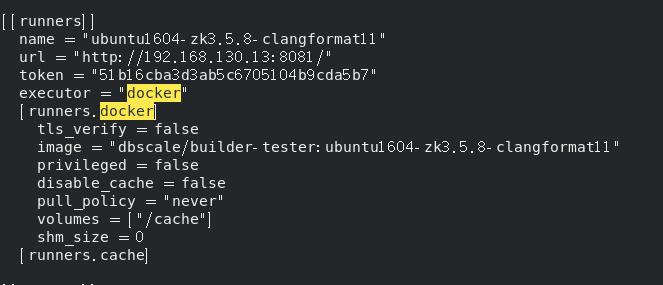 [[runners]]
name = "ubuntu1604-zk3.5.8-clangformat11"
url = "http://192.168.130.13:8081/"
token = "51b16cba3d3ab5c6705104b9cda5b7"
executor = "docker"
[runners.docker]
tls_verify = false
image = "dbscale/builder-tester:ubuntu1604-zk3.5.8-clangformat11"
privileged = false
disable_cache = false
pull_policy = "never"
volumes = ["/cache"]
shm_size = 0
[runners.cache]